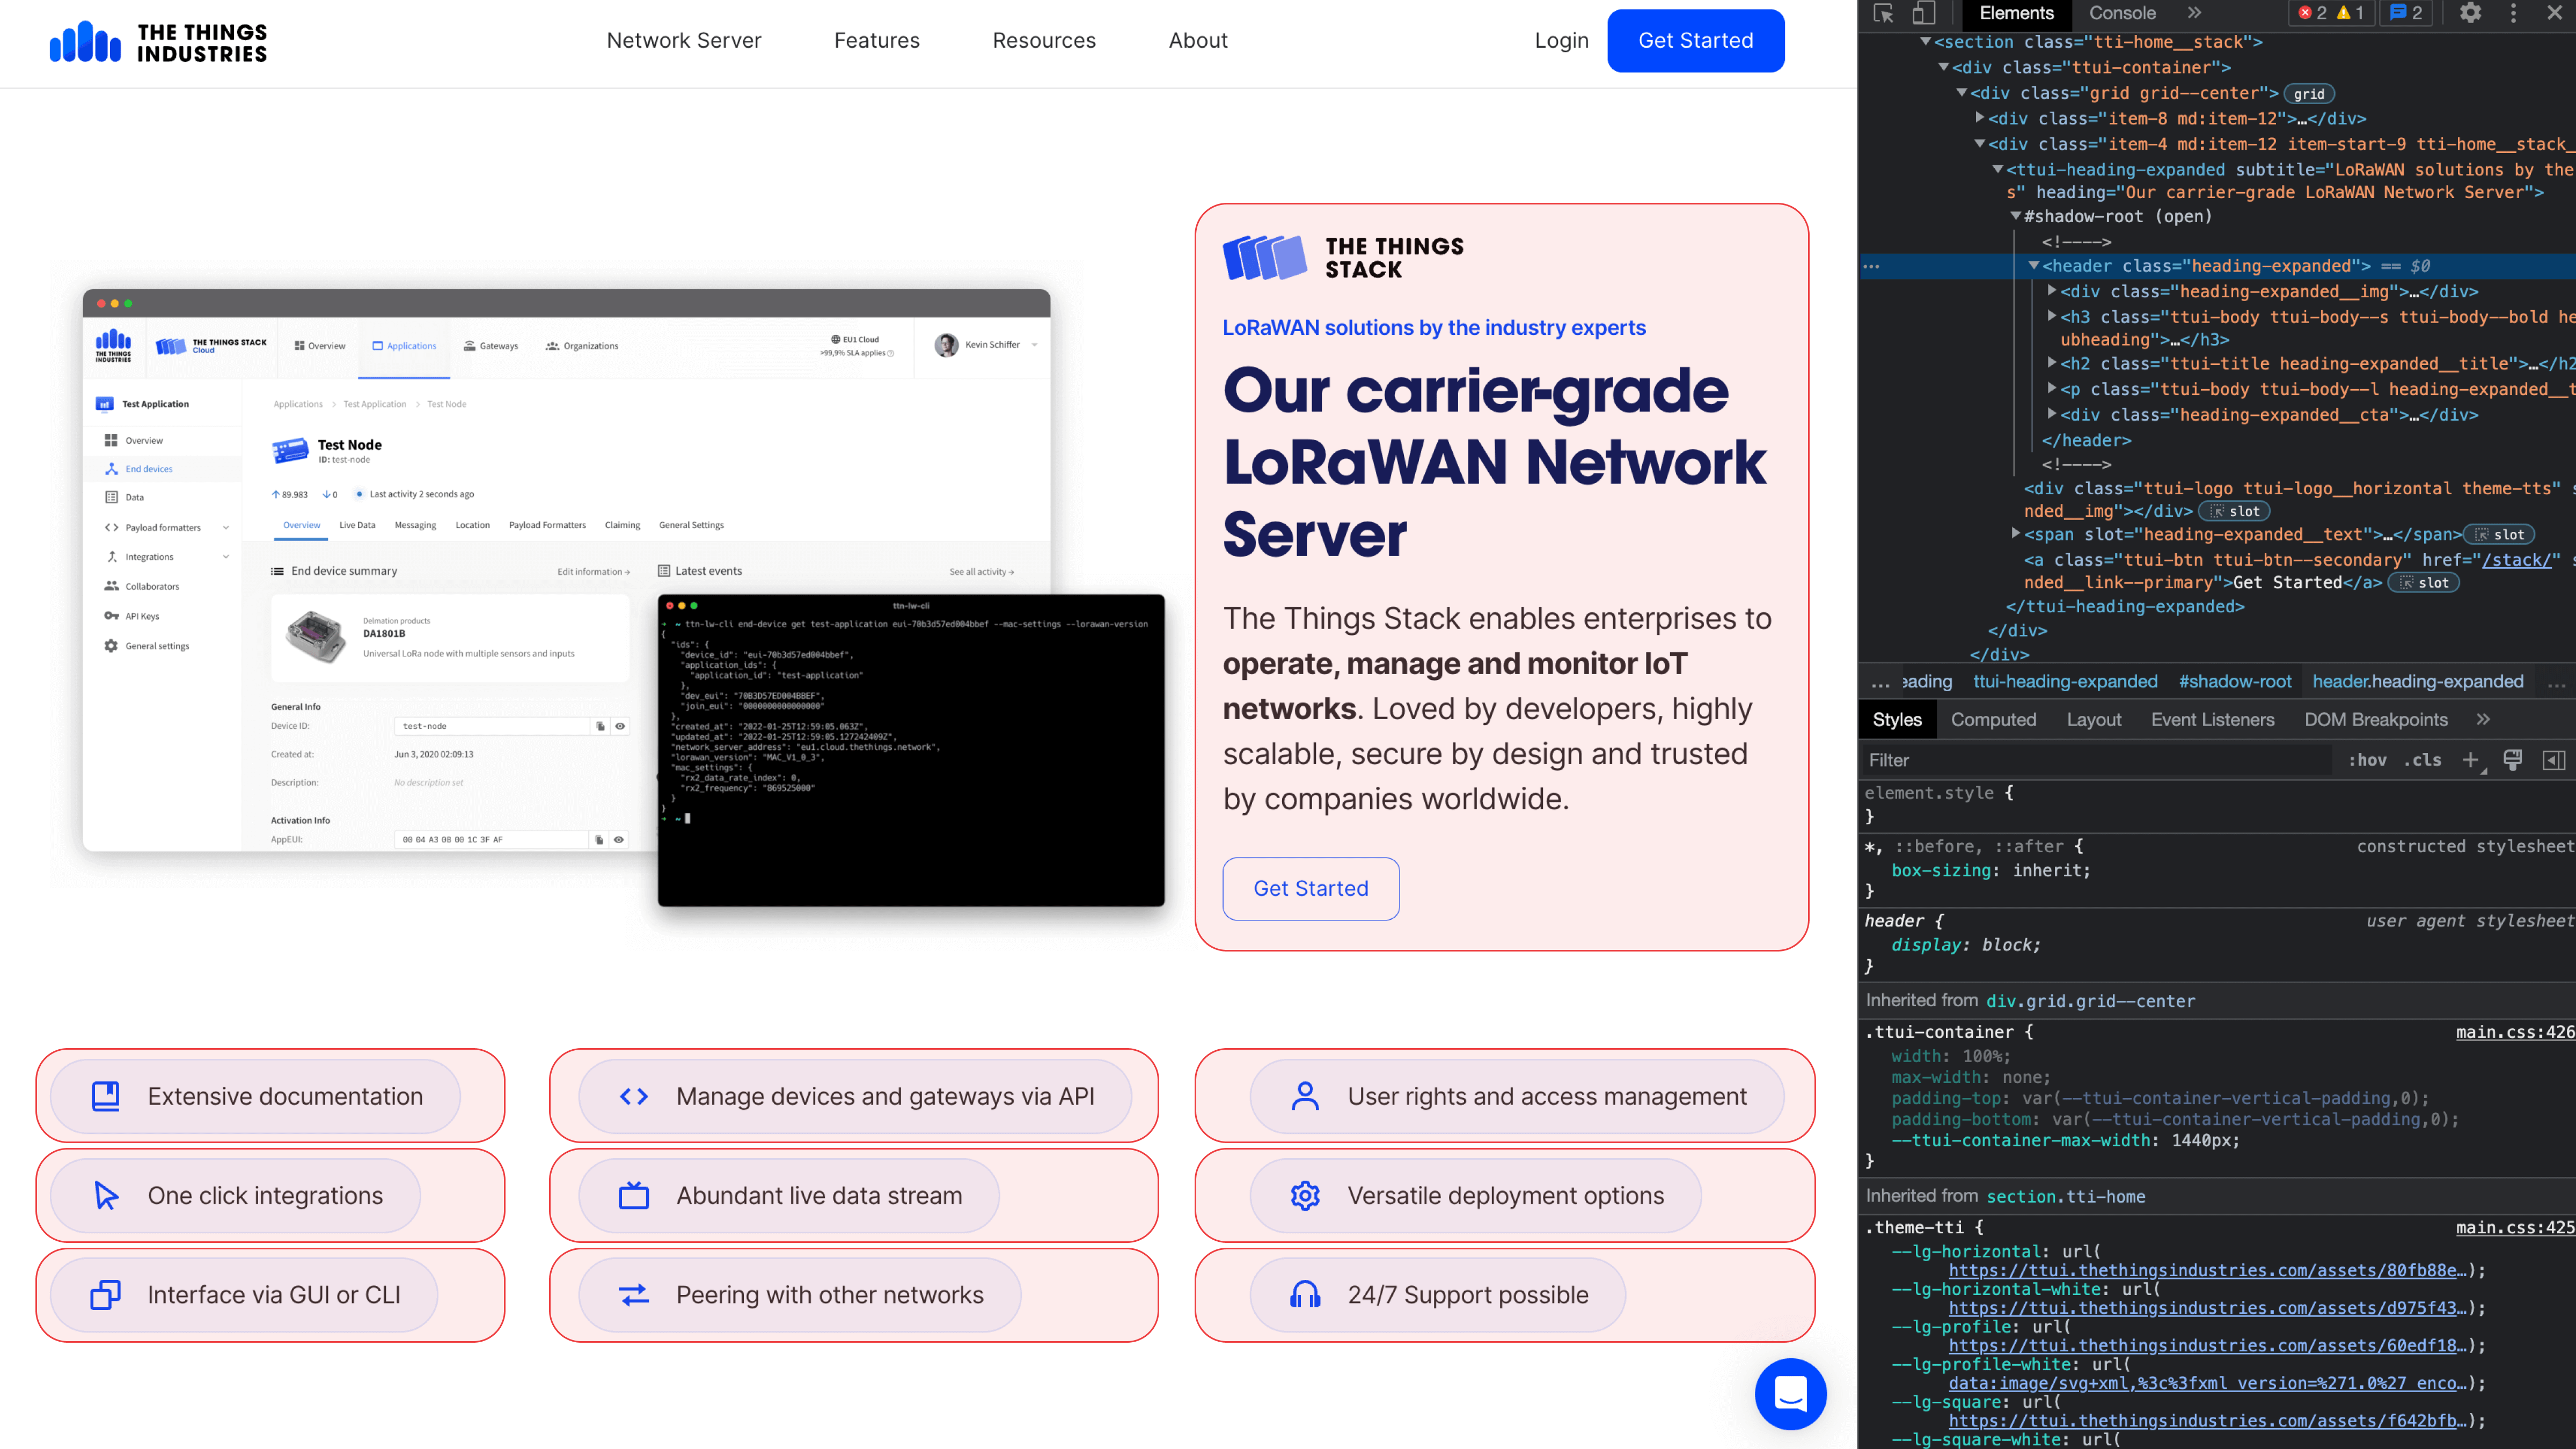 THE THINGS
INDUSTRIES
Network Server
Features
Resources
About
Login
Get Started
THE THINGS
INDUSTRIES
THE THINGS STACK
Cloud
Overview
Applications
Gateways
Organizations
EU1 Cloud
>99,9% SLA applies
Kevin Schiffer
Test Application
Overview
End devices
Data
Payload formatters
Integrations
Collaborators
API Keys
General settings
Applications > Test Application > Test Node
Test Node
ID: test-node
↑ 89.983 ↓ 0 Last activity 2 seconds ago
Overview Live Data Messaging Location Payload Formatters Claiming General Settings
End device summary
Edit information →
Latest events
See all activity →
Delmation products
DA1801B
Universal LoRa node with multiple sensors and inputs
General Info
Device ID: test-node
Created at: Jun 3, 2020 02:09:13
Description: No description set
Activation Info
AppEUI: 00 04 A3 0B 00 1C 3F AF
ttn-lw-cli
→ ~ ttn-lw-cli end-device get test-application eui-70b3d57ed004bbef --mac-settings --lorawan-version
{
"ids": {
"device_id": "eui-70b3d57ed004bbef",
"application_ids": {
"application_id": "test-application"
},
"dev_eui": "70B3D57ED004BBEF",
"join_eui": "0000000000000000"
},
"created_at": "2022-01-25T12:59:05.063Z",
"updated_at": "2022-01-25T12:59:05.127242409Z",
"network_server_address": "eu1.cloud.thethings.network",
"lorawan_version": "MAC_V1_0_3",
"mac_settings": {
"rx2_data_rate_index": 0,
"rx2_frequency": "869525000"
}
}
→ ~
THE THINGS
STACK
LoRaWAN solutions by the industry experts
Our carrier-grade
LoRaWAN Network
Server
The Things Stack enables enterprises to
operate, manage and monitor IoT
networks. Loved by developers, highly
scalable, secure by design and trusted
by companies worldwide.
Get Started
Extensive documentation
Manage devices and gateways via API
User rights and access management
One click integrations
Abundant live data stream
Versatile deployment options
Interface via GUI or CLI
Peering with other networks
24/7 Support possible
Elements Console » 2 1 2
<section class="tti-home__stack">
<div class="ttui-container">
<div class="grid grid--center"> grid
<div class="item-8 md:item-12">…</div>
<div class="item-4 md:item-12 item-start-9 tti-home__stack_
<ttui-heading-expanded subtitle="LoRaWAN solutions by the
s" heading="Our carrier-grade LoRaWAN Network Server">
#shadow-root (open)
<!---->
<header class="heading-expanded"> == $0
<div class="heading-expanded__img">…</div>
<h3 class="ttui-body ttui-body--s ttui-body--bold he
ubheading">…</h3>
<h2 class="ttui-title heading-expanded__title">…</h2
<p class="ttui-body ttui-body--l heading-expanded__t
<div class="heading-expanded__cta">…</div>
</header>
<!---->
<div class="ttui-logo ttui-logo__horizontal theme-tts" s
nded__img"></div> slot
<span slot="heading-expanded__text">…</span> slot
<a class="ttui-btn ttui-btn--secondary" href="/stack/" s
nded__link--primary">Get Started</a> slot
</ttui-heading-expanded>
</div>
</div>
… eading ttui-heading-expanded #shadow-root header.heading-expanded …
Styles Computed Layout Event Listeners DOM Breakpoints »
Filter :hov .cls +
element.style {
}
*, ::before, ::after { constructed stylesheet
box-sizing: inherit;
}
header { user agent stylesheet
display: block;
}
Inherited from div.grid.grid--center
.ttui-container { main.css:426
width: 100%;
max-width: none;
padding-top: var(--ttui-container-vertical-padding,0);
padding-bottom: var(--ttui-container-vertical-padding,0);
--ttui-container-max-width: 1440px;
}
Inherited from section.tti-home
.theme-tti { main.css:425
--lg-horizontal: url(
https://ttui.thethingsindustries.com/assets/80fb88e…);
--lg-horizontal-white: url(
https://ttui.thethingsindustries.com/assets/d975f43…);
--lg-profile: url(
https://ttui.thethingsindustries.com/assets/60edf18…);
--lg-profile-white: url(
data:image/svg+xml,%3c%3fxml version=%271.0%27 enco…);
--lg-square: url(
https://ttui.thethingsindustries.com/assets/f642bfb…);
--lg-square-white: url(